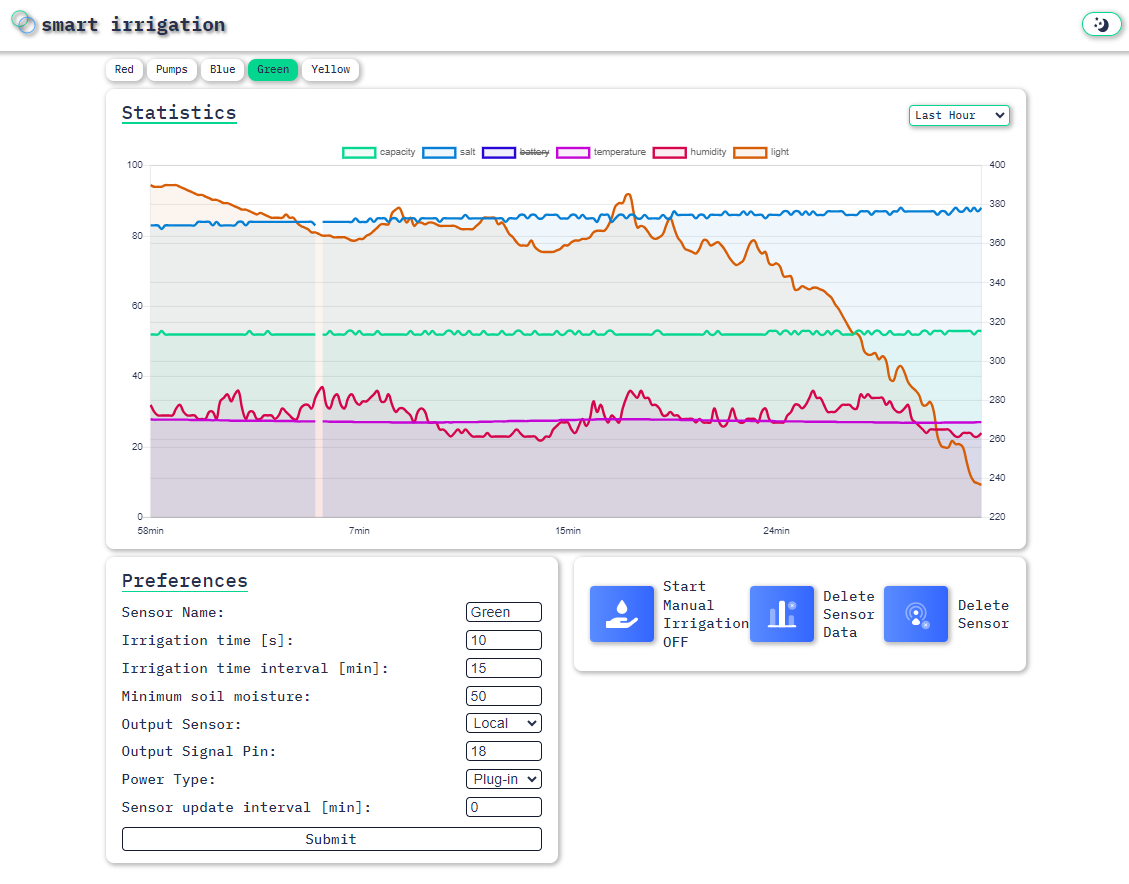 smart irrigation
Red Pumps Blue Green Yellow
Statistics
Last Hour
capacity salt battery temperature humidity light
100 400
380
80
360
60
340
320
300
40
280
20
260
240
0 220
58min 7min 15min 24min
Preferences
Sensor Name: Green
Irrigation time [s]: 10
Irrigation time interval [min]: 15
Minimum soil moisture: 50
Output Sensor: Local
Output Signal Pin: 18
Power Type: Plug-in
Sensor update interval [min]: 0
Submit
Start
Manual
Irrigation
OFF
Delete
Sensor
Data
Delete
Sensor